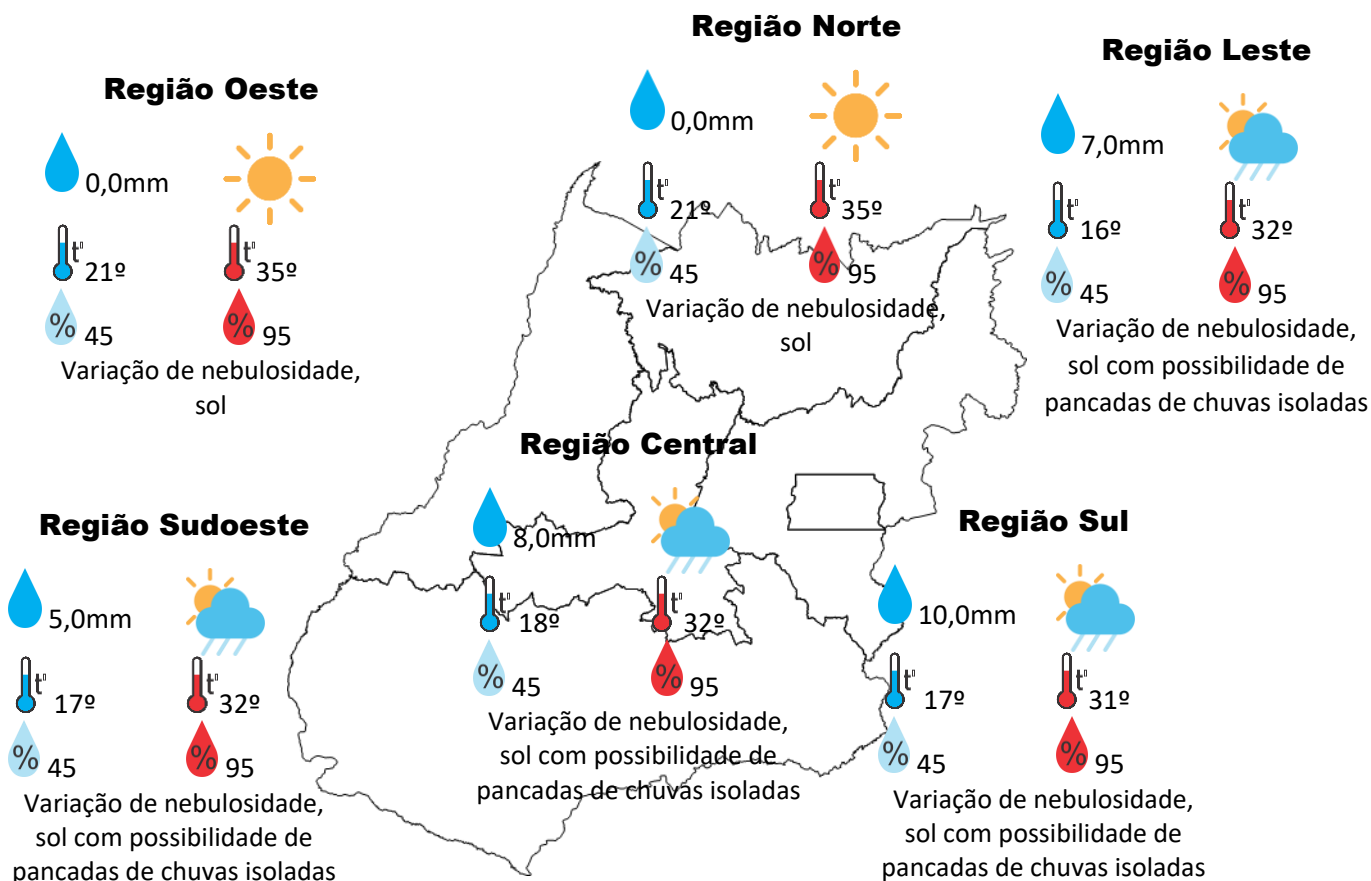 Região Norte
0,0mm
t°
21º
t°
35º
%
45
%
95
Variação de nebulosidade,
sol
Região Leste
7,0mm
t°
16º
t°
32º
%
45
%
95
Variação de nebulosidade,
sol com possibilidade de
pancadas de chuvas isoladas
Região Oeste
0,0mm
t°
21º
t°
35º
%
45
%
95
Variação de nebulosidade,
sol
Região Central
8,0mm
t°
18º
t°
32º
%
45
%
95
Variação de nebulosidade,
sol com possibilidade de
pancadas de chuvas isoladas
Região Sudoeste
5,0mm
t°
17º
t°
32º
%
45
%
95
Variação de nebulosidade,
sol com possibilidade de
pancadas de chuvas isoladas
Região Sul
10,0mm
t°
17º
t°
31º
%
45
%
95
Variação de nebulosidade,
sol com possibilidade de
pancadas de chuvas isoladas